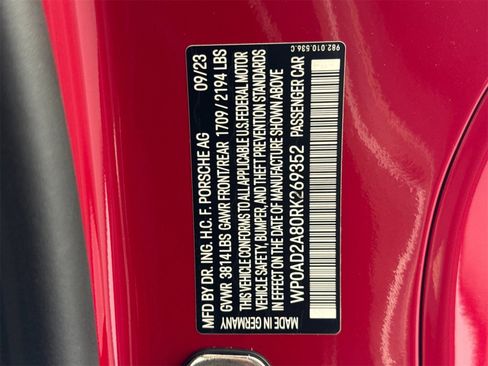 MFD BY DR. ING. H.C. F. PORSCHE AG 09/23
GVWR 3814 LBS GAWR FRONT/REAR 1709/2194 LBS
THIS VEHICLE CONFORMS TO ALL APPLICABLE U.S. FEDERAL MOTOR
VEHICLE SAFETY, BUMPER, AND THEFT PREVENTION STANDARDS
IN EFFECT ON THE DATE OF MANUFACTURE SHOWN ABOVE
WP0AD2A80RK269352 PASSENGER CAR
MADE IN GERMANY
982.010.536.C